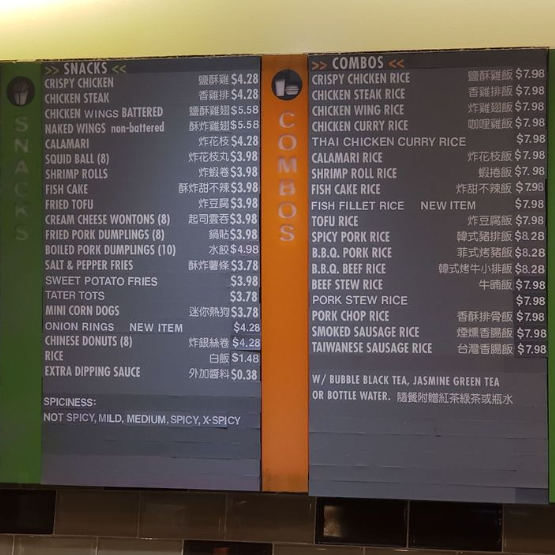 SNACKS
>> SNACKS <<
CRISPY CHICKEN 鹽酥雞 $4.28
CHICKEN STEAK 香雞排 $4.28
CHICKEN WINGS BATTERED 鹽酥雞翅 $5.58
NAKED WINGS non-battered 酥炸雞翅 $5.58
CALAMARI 炸花枝 $4.28
SQUID BALL (8) 炸花枝丸 $3.98
SHRIMP ROLLS 炸蝦卷 $3.98
FISH CAKE 酥炸甜不辣 $3.98
FRIED TOFU 炸豆腐 $3.98
CREAM CHEESE WONTONS (8) 起司雲吞 $3.98
FRIED PORK DUMPLINGS (8) 鍋貼 $3.98
BOILED PORK DUMPLINGS (10) 水餃 $4.98
SALT & PEPPER FRIES 酥炸薯條 $3.78
SWEET POTATO FRIES $3.98
TATER TOTS $3.78
MINI CORN DOGS 迷你熱狗 $3.78
ONION RINGS NEW ITEM $4.28
CHINESE DONUTS (8) 炸銀絲卷 $4.28
RICE 白飯 $1.48
EXTRA DIPPING SAUCE 外加醬料 $0.38
SPICINESS:
NOT SPICY, MILD, MEDIUM, SPICY, X-SPICY
COMBOS
>> COMBOS <<
CRISPY CHICKEN RICE 鹽酥雞飯 $7.98
CHICKEN STEAK RICE 香雞排飯 $7.98
CHICKEN WING RICE 炸雞翅飯 $7.98
CHICKEN CURRY RICE 咖哩雞飯 $7.98
THAI CHICKEN CURRY RICE $7.98
CALAMARI RICE 炸花枝飯 $7.98
SHRIMP ROLL RICE 蝦捲飯 $7.98
FISH CAKE RICE 炸甜不辣飯 $7.98
FISH FILLET RICE NEW ITEM $7.98
TOFU RICE 炸豆腐飯 $7.98
SPICY PORK RICE 韓式豬排飯 $8.28
B.B.Q. PORK RICE 菲式烤豬飯 $8.28
B.B.Q. BEEF RICE 韓式烤牛小排飯 $8.28
BEEF STEW RICE 牛腩飯 $7.98
PORK STEW RICE $7.98
PORK CHOP RICE 香酥排骨飯 $7.98
SMOKED SAUSAGE RICE 煙燻香腸飯 $7.98
TAIWANESE SAUSAGE RICE 台灣香腸飯 $7.98
W/ BUBBLE BLACK TEA, JASMINE GREEN TEA
OR BOTTLE WATER. 隨餐附贈紅茶綠茶或瓶水